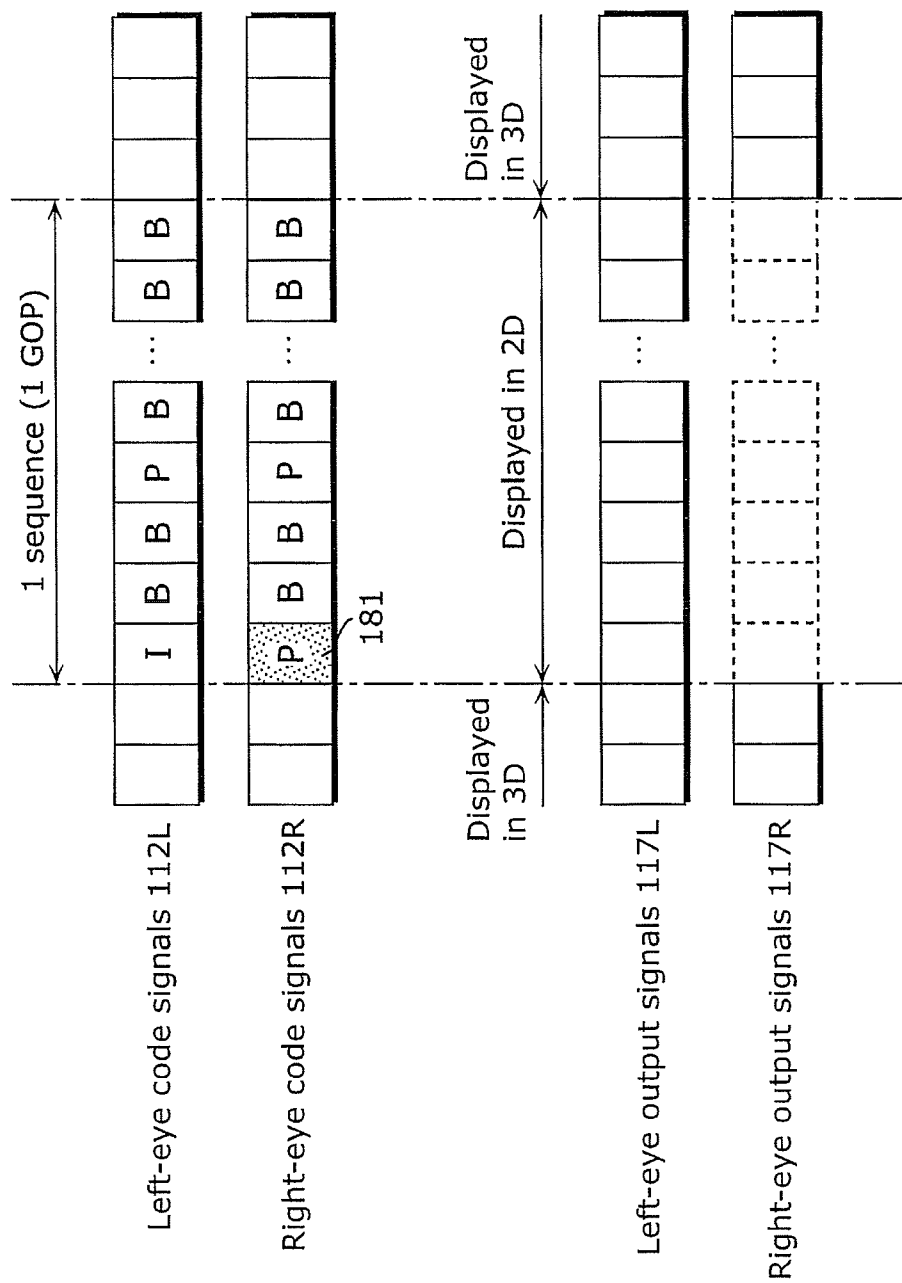 1 sequence (1 GOP)
Left-eye code signals 112L
I B B P B ... B B
Right-eye code signals 112R
P B B P B ... B B
181
Displayed
in 3D
Displayed in 2D
Displayed
in 3D
Left-eye output signals 117L
...
Right-eye output signals 117R
...